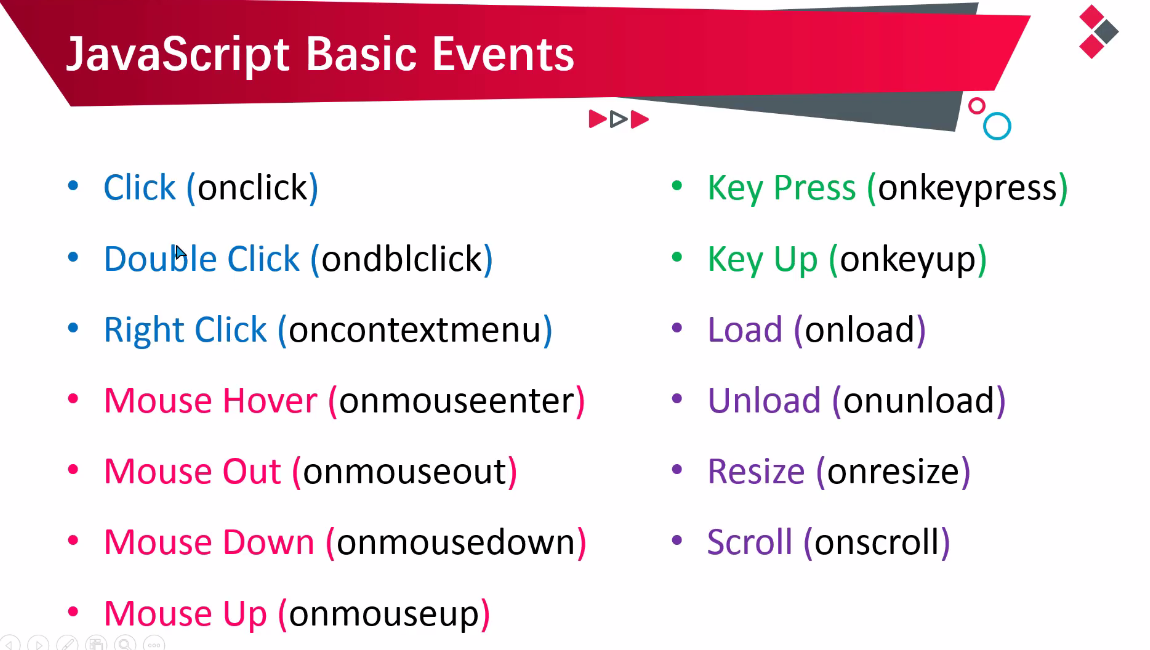 JavaScript Basic Events
• Click (onclick)
• Double Click (ondblclick)
• Right Click (oncontextmenu)
• Mouse Hover (onmouseenter)
• Mouse Out (onmouseout)
• Mouse Down (onmousedown)
• Mouse Up (onmouseup)
• Key Press (onkeypress)
• Key Up (onkeyup)
• Load (onload)
• Unload (onunload)
• Resize (onresize)
• Scroll (onscroll)